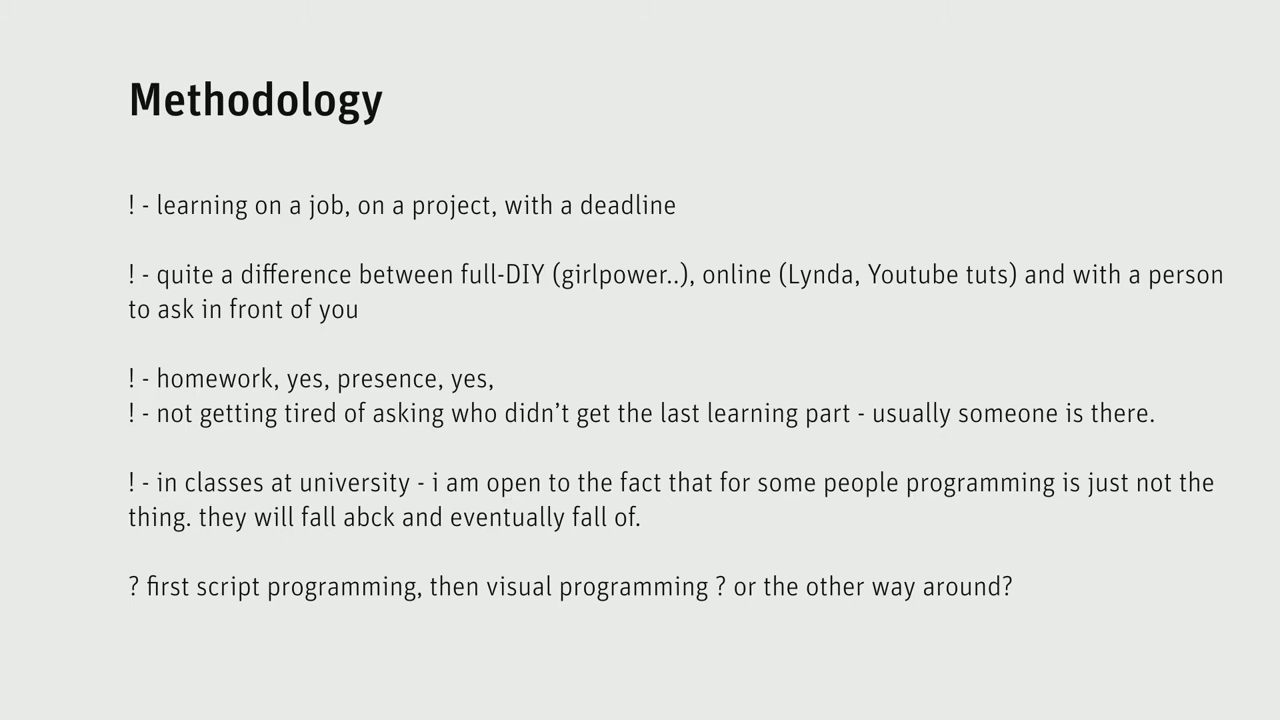 Methodology
! - learning on a job, on a project, with a deadline
! - quite a difference between full-DIY (girlpower..), online (Lynda, Youtube tuts) and with a person
to ask in front of you
! - homework, yes, presence, yes,
! - not getting tired of asking who didn’t get the last learning part - usually someone is there.
! - in classes at university - i am open to the fact that for some people programming is just not the
thing. they will fall abck and eventually fall of.
? first script programming, then visual programming ? or the other way around?